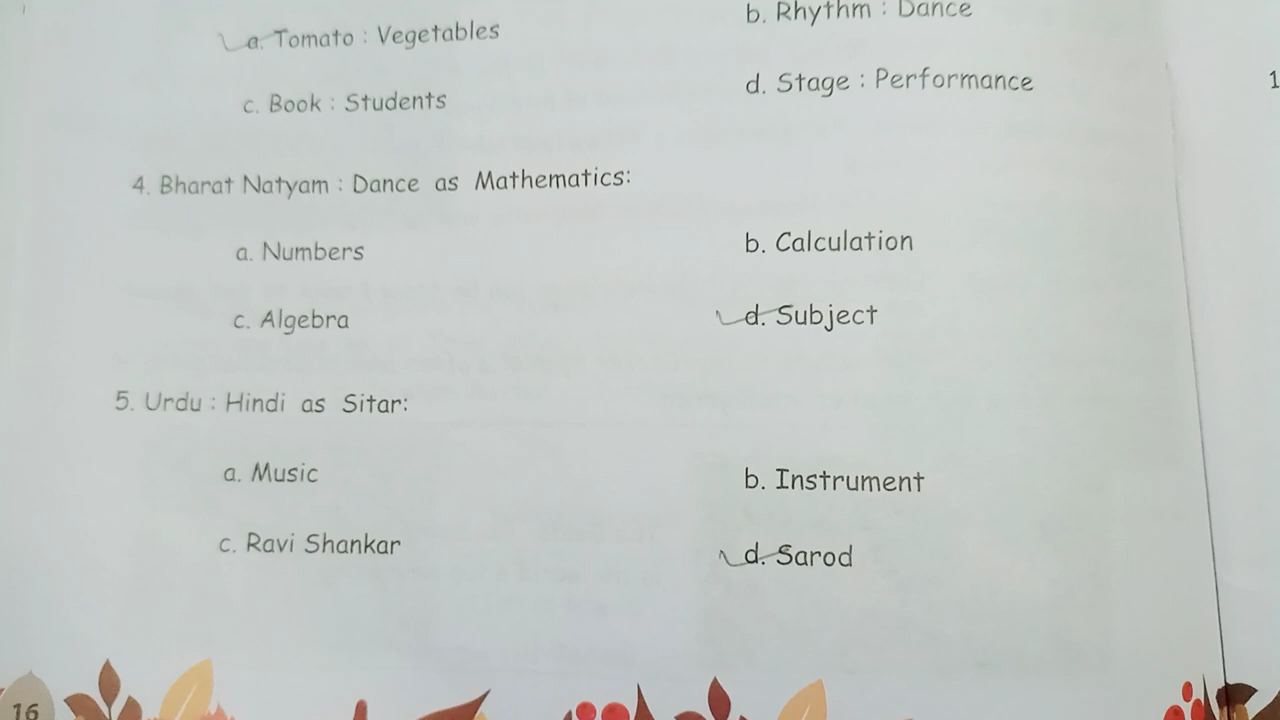 a. Tomato : Vegetables b. Rhythm : Dance
c. Book : Students d. Stage : Performance
1
4. Bharat Natyam : Dance as Mathematics:
a. Numbers b. Calculation
c. Algebra d. Subject
5. Urdu : Hindi as Sitar:
a. Music b. Instrument
c. Ravi Shankar d. Sarod
16